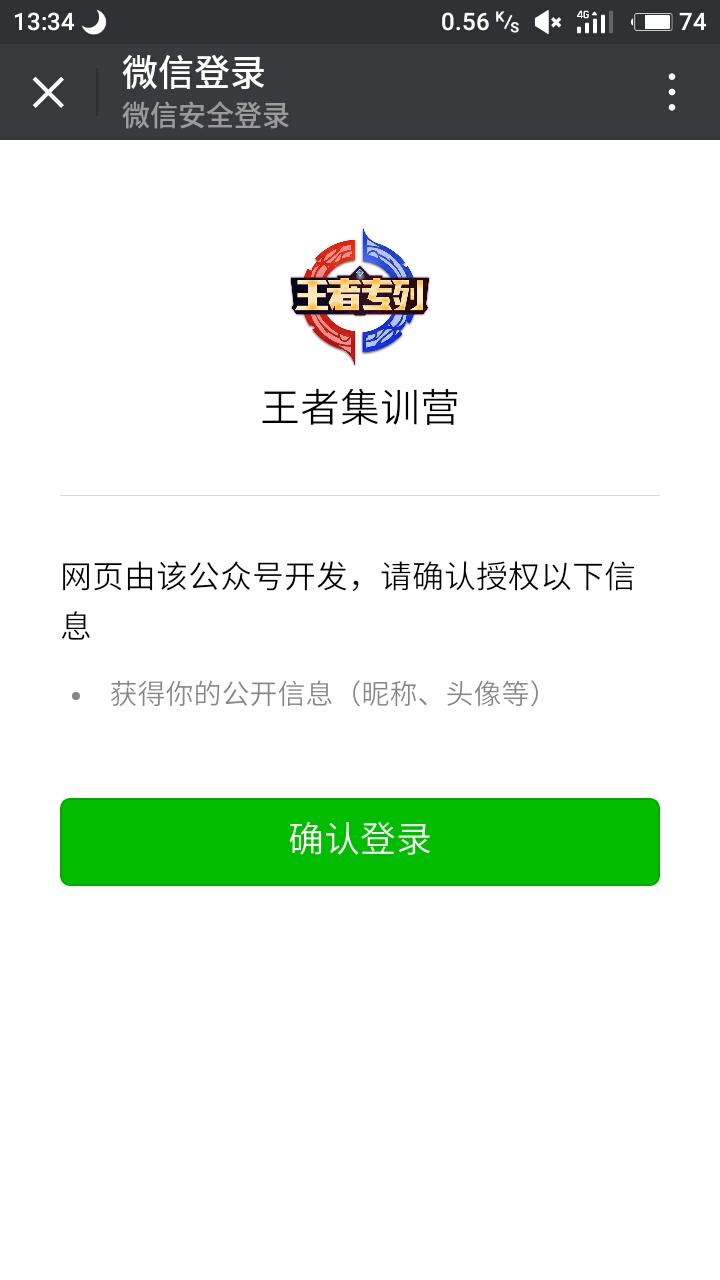 13:34 0.56 K/s 4G 74
微信登录
微信安全登录
王者专列
王者集训营
网页由该公众号开发，请确认授权以下信
息
• 获得你的公开信息（昵称、头像等）
确认登录